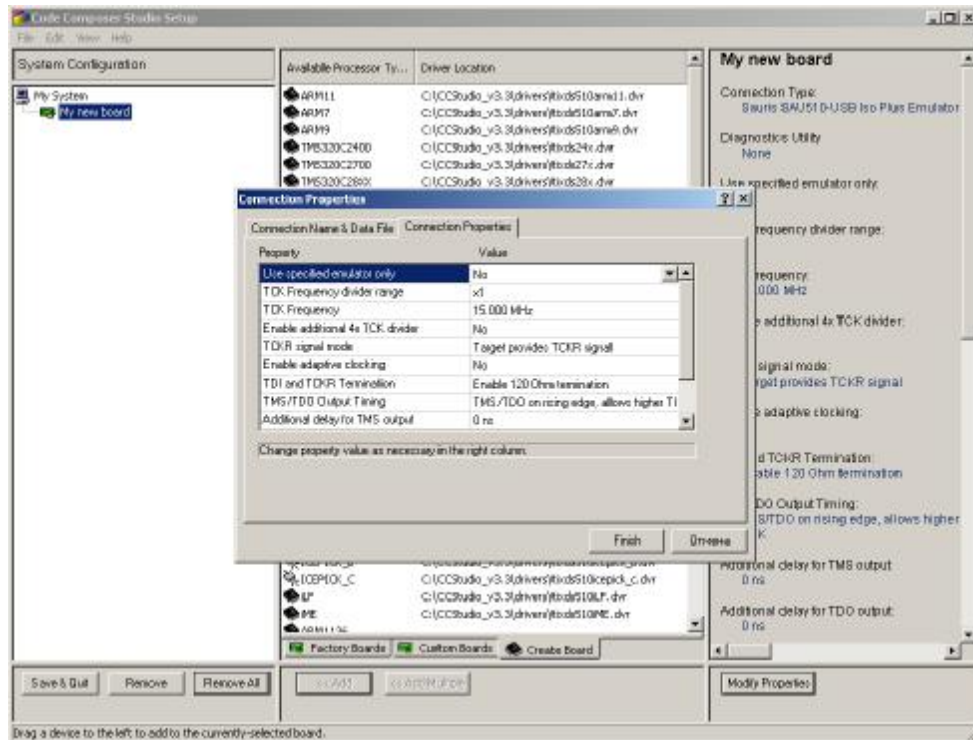 Code Composer Studio Setup
File Edit View Help
System Configuration
My System
My new board
Available Processor Ty... Driver Location
ARM11 C:\CCStudio_v3.3\drivers\tixds510arm11.dvr
ARM7 C:\CCStudio_v3.3\drivers\tixds510arm7.dvr
ARM9 C:\CCStudio_v3.3\drivers\tixds510arm9.dvr
TMS320C2400 C:\CCStudio_v3.3\drivers\tixds24x.dvr
TMS320C2700 C:\CCStudio_v3.3\drivers\tixds27x.dvr
TMS320C28XX C:\CCStudio_v3.3\drivers\tixds28x.dvr
Connection Properties
Connection Name & Data File Connection Properties
Property Value
Use specified emulator only No
TCK Frequency divider range x1
TCK Frequency 15.000 MHz
Enable additional 4x TCK divider No
TCKR signal mode Target provides TCKR signall
Enable adaptive clocking No
TDI and TCKR Termination Enable 120 Ohm termination
TMS/TDO Output Timing TMS/TDO on rising edge, allows higher T
Additional delay for TMS output 0 ns
Change property value as necessary in the right column.
Finish Отмена
ICEPICK_C C:\CCStudio_v3.3\drivers\tixds510icepick_c.dvr
LF C:\CCStudio_v3.3\drivers\tixds510iLF.dvr
iME C:\CCStudio_v3.3\drivers\tixds510iME.dvr
Factory Boards Custom Boards Create Board
Save & Quit Remove Remove All << Add << Add Multiple Modify Properties
Drag a device to the left to add to the currently-selected board.
My new board
Connection Type:
Sauris SAU510-USB Iso Plus Emulator
Diagnostics Utility
None
Use specified emulator only:
requency divider range:
requency:
000 MHz
additional 4x TCK divider:
signal mode:
rget provides TCKR signal
adaptive clocking:
d TCKR Termination:
able 120 Ohm termination
DO Output Timing:
S/TDO on rising edge, allows higher
K
Additional delay for TMS output:
0 ns
Additional delay for TDO output:
0 ns